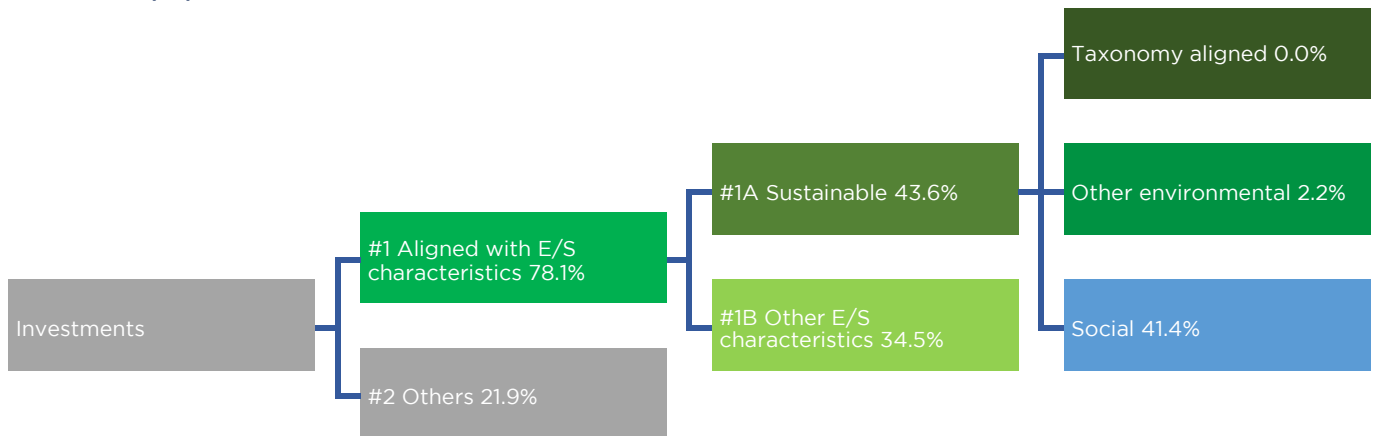 Investments
#1 Aligned with E/S
characteristics 78.1%
#2 Others 21.9%
#1A Sustainable 43.6%
#1B Other E/S
characteristics 34.5%
Taxonomy aligned 0.0%
Other environmental 2.2%
Social 41.4%